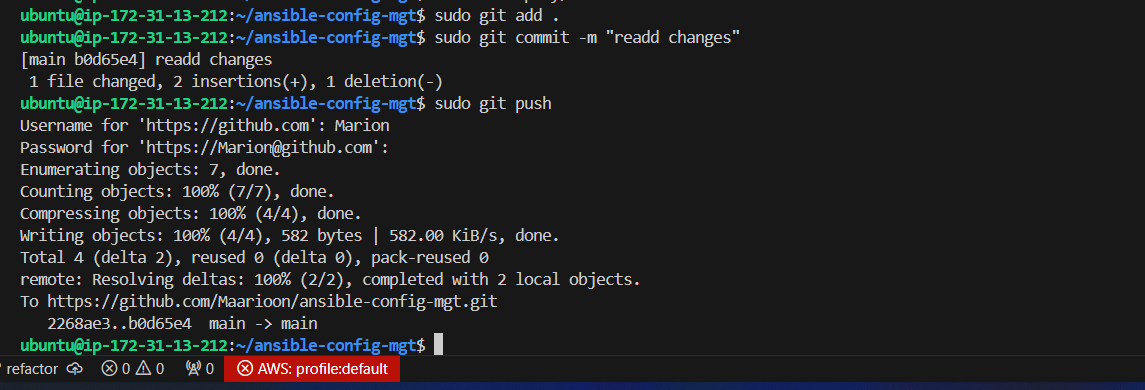 ubuntu@ip-172-31-13-212:~/ansible-config-mgt$ sudo git add .
ubuntu@ip-172-31-13-212:~/ansible-config-mgt$ sudo git commit -m "readd changes"
[main b0d65e4] readd changes
 1 file changed, 2 insertions(+), 1 deletion(-)
ubuntu@ip-172-31-13-212:~/ansible-config-mgt$ sudo git push
Username for 'https://github.com': Marion
Password for 'https://Marion@github.com':
Enumerating objects: 7, done.
Counting objects: 100% (7/7), done.
Compressing objects: 100% (4/4), done.
Writing objects: 100% (4/4), 582 bytes | 582.00 KiB/s, done.
Total 4 (delta 2), reused 0 (delta 0), pack-reused 0
remote: Resolving deltas: 100% (2/2), completed with 2 local objects.
To https://github.com/Maarioon/ansible-config-mgt.git
   2268ae3..b0d65e4  main -> main
ubuntu@ip-172-31-13-212:~/ansible-config-mgt$
refactor 0 0 0 AWS: profile:default